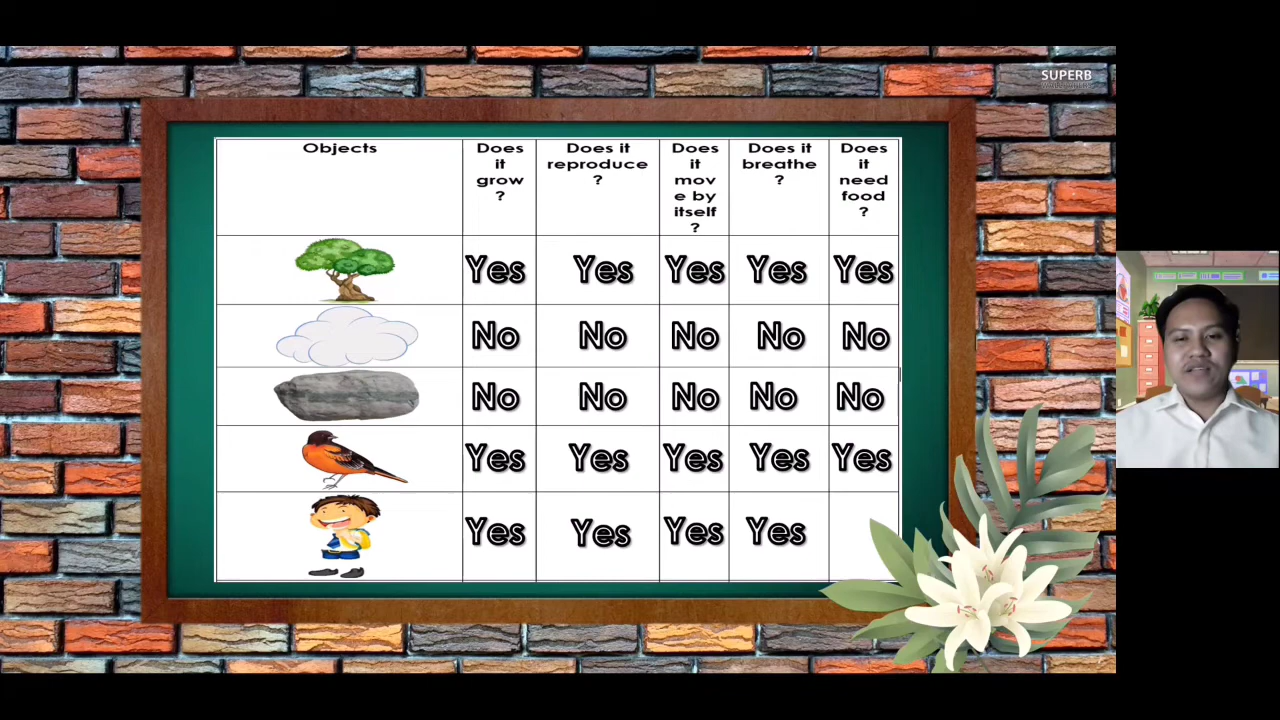 SUPERB
Objects
Does
it
grow
?
Does it
reproduce
?
Does
it
mov
e by
itself
?
Does it
breathe
?
Does
it
need
food
?
Yes Yes Yes Yes Yes
No No No No No
No No No No No
Yes Yes Yes Yes Yes
Yes Yes Yes Yes